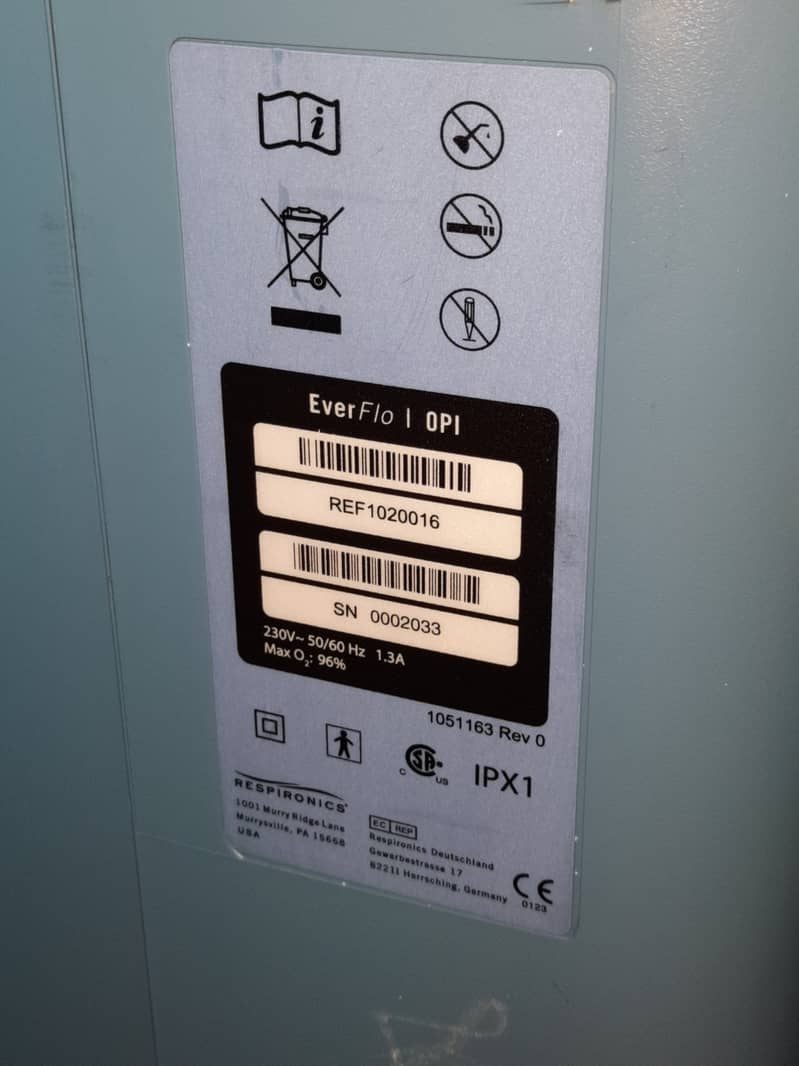 EverFlo | OPI
REF1020016
SN 0002033
230V~ 50/60 Hz 1.3A
Max O₂: 96%
1051163 Rev 0
C SA US
IPX1
RESPIRONICS
1001 Murry Ridge Lane
Murrysville, PA 15668
USA
EC REP
Respironics Deutschland
Gewerbestrasse 17
82211 Herrsching, Germany
CE
0123